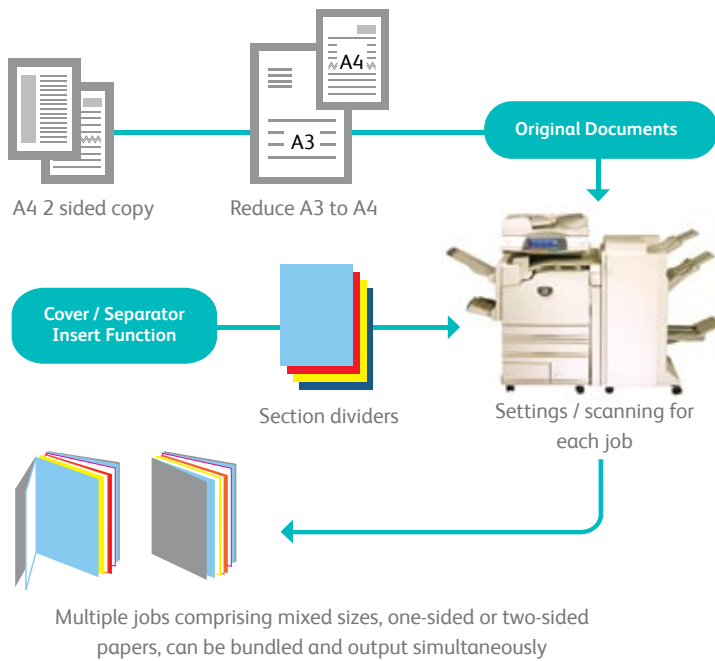 A4
A3
Original Documents
A4 2 sided copy
Reduce A3 to A4
Cover / Separator
Insert Function
Section dividers
Settings / scanning for
each job
Multiple jobs comprising mixed sizes, one-sided or two-sided
papers, can be bundled and output simultaneously